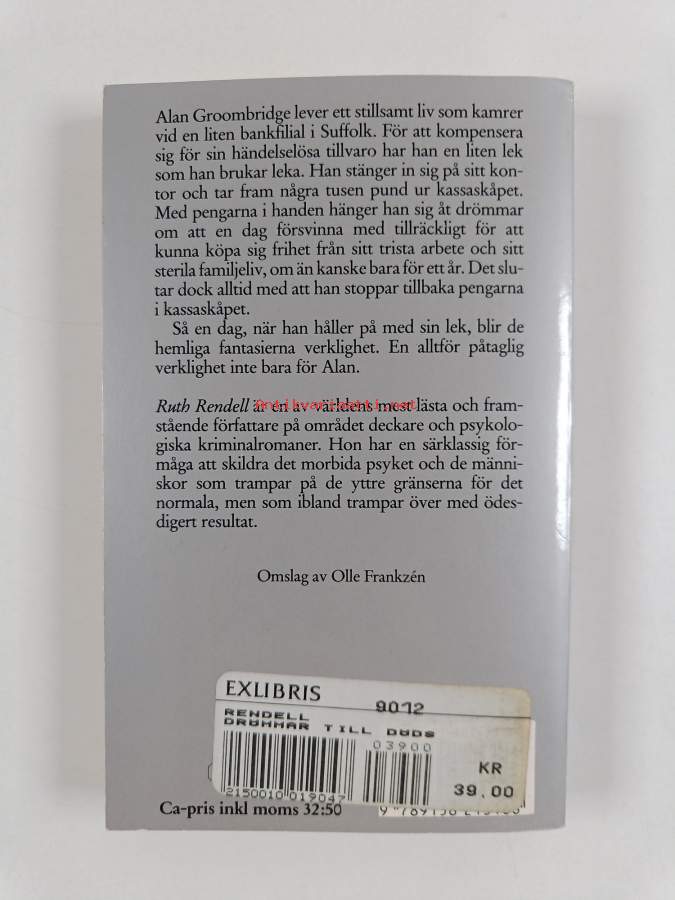 Alan Groombridge lever ett stillsamt liv som kamrer
vid en liten bankfilial i Suffolk. För att kompensera
sig för sin händelselösa tillvaro har han en liten lek
som han brukar leka. Han stänger in sig på sitt kon-
tor och tar fram några tusen pund ur kassaskåpet.
Med pengarna i handen hänger han sig åt drömmar
om att en dag försvinna med tillräckligt för att
kunna köpa sig frihet från sitt trista arbete och sitt
sterila familjeliv, om än kanske bara för ett år. Det slu-
tar dock alltid med att han stoppar tillbaka pengarna
i kassaskåpet.
Så en dag, när han håller på med sin lek, blir de
hemliga fantasierna verklighet. En alltför påtaglig
verklighet inte bara för Alan.
Ruth Rendell är en av världens mest lästa och fram-
Antikvariaatti.net
stående författare på området deckare och psykolo-
giska kriminalromaner. Hon har en särklassig för-
måga att skildra det morbida psyket och de männi-
skor som trampar på de yttre gränserna för det
normala, men som ibland trampar över med ödes-
digert resultat.
Omslag av Olle Frankzén
EXLIBRIS
9012
RENDELL
DRÖMMAR TILL DÖDS
03900
KR
39.00
2150010 019047
Ca-pris inkl moms 32:50